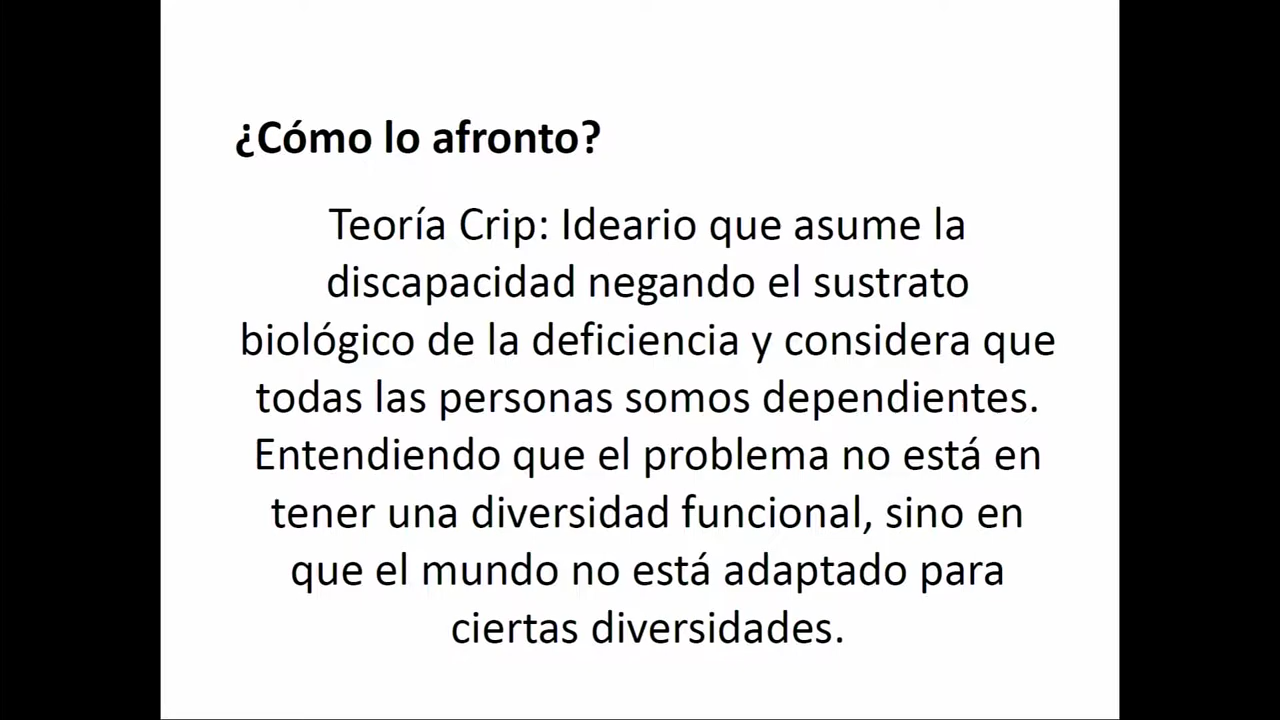 ¿Cómo lo afronto?
Teoría Crip: Ideario que asume la
discapacidad negando el sustrato
biológico de la deficiencia y considera que
todas las personas somos dependientes.
Entendiendo que el problema no está en
tener una diversidad funcional, sino en
que el mundo no está adaptado para
ciertas diversidades.